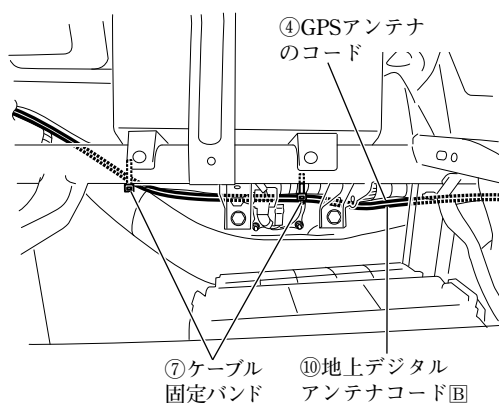 ④GPSアンテナ
のコード
⑦ケーブル
固定バンド
⑩地上デジタル
アンテナコード🄱